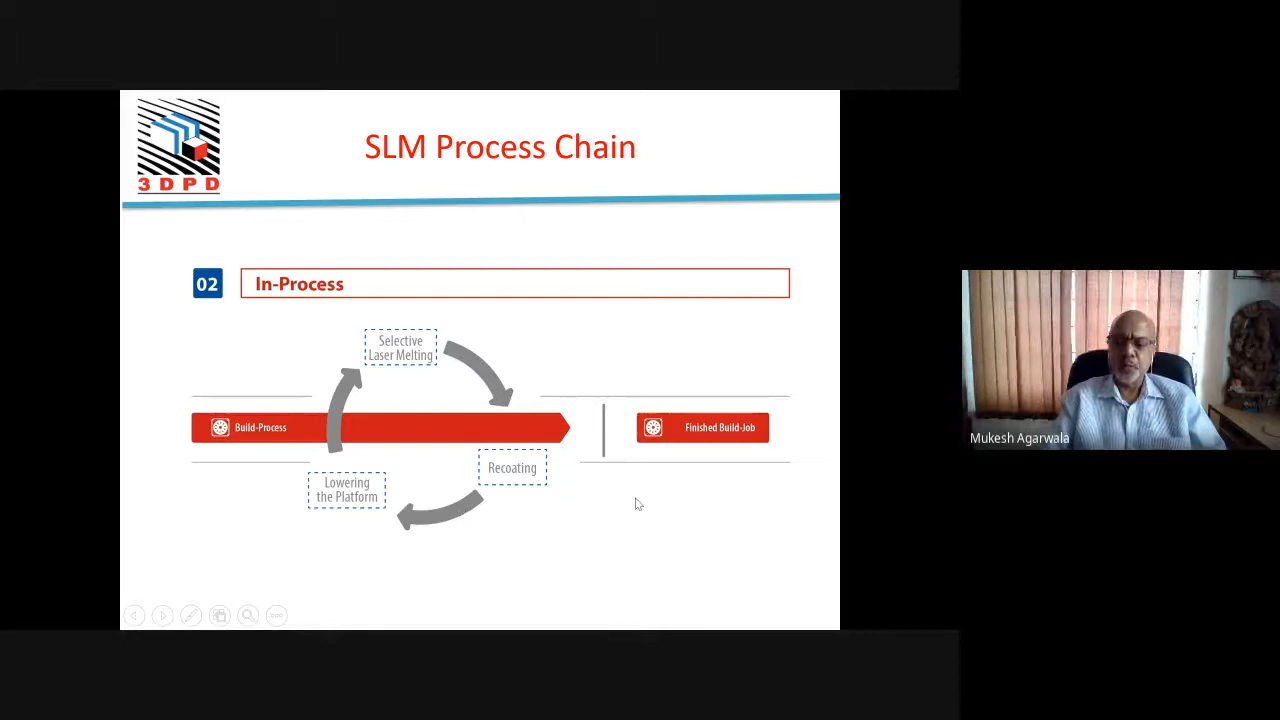 3DPD
SLM Process Chain
02
In-Process
Selective
Laser Melting
Build-Process
Finished Build-Job
Recoating
Lowering
the Platform
Mukesh Agarwala